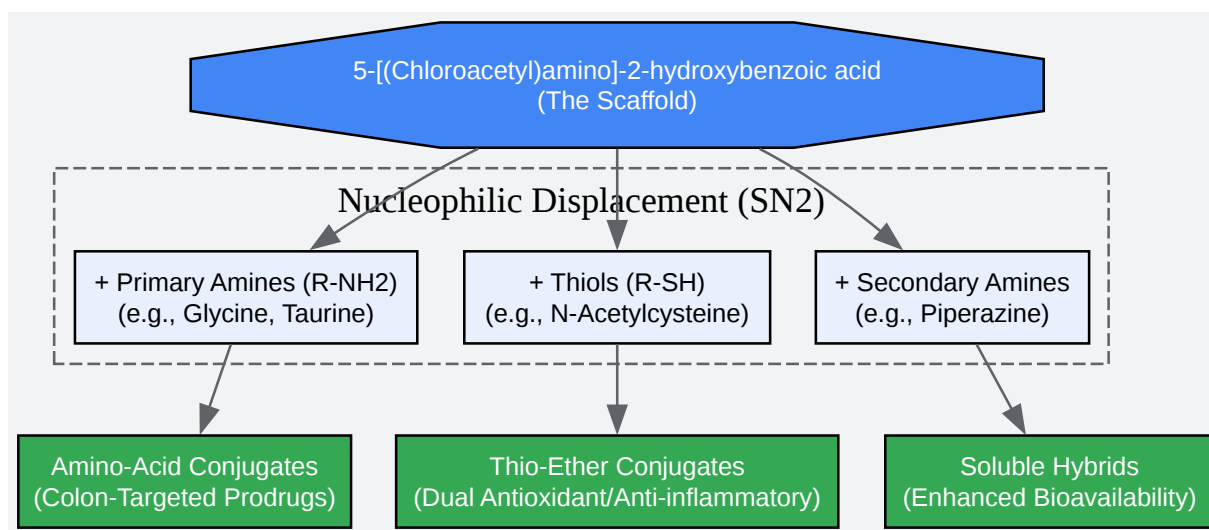 5-[(Chloroacetyl)amino]-2-hydroxybenzoic acid
(The Scaffold)
Nucleophilic Displacement (SN2)
+ Primary Amines (R-NH2)
(e.g., Glycine, Taurine)
+ Thiols (R-SH)
(e.g., N-Acetylcysteine)
+ Secondary Amines
(e.g., Piperazine)
Amino-Acid Conjugates
(Colon-Targeted Prodrugs)
Thio-Ether Conjugates
(Dual Antioxidant/Anti-inflammatory)
Soluble Hybrids
(Enhanced Bioavailability)